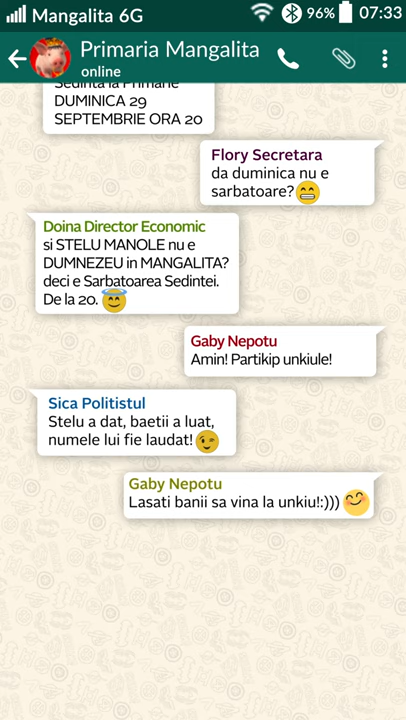 Mangalita 6G
96%
07:33
Primaria Mangalita
online
Sedinta la Primarie
DUMINICA 29
SEPTEMBRIE ORA 20
Flory Secretara
da duminica nu e
sarbatoare?
Doina Director Economic
si STELU MANOLE nu e
DUMNEZEU in MANGALITA?
deci e Sarbatoarea Sedintei.
De la 20.
Gaby Nepotu
Amin! Partikip unkiule!
Sica Politistul
Stelu a dat, baetii a luat,
numele lui fie laudat!
Gaby Nepotu
Lasati banii sa vina la unkiu!:)))